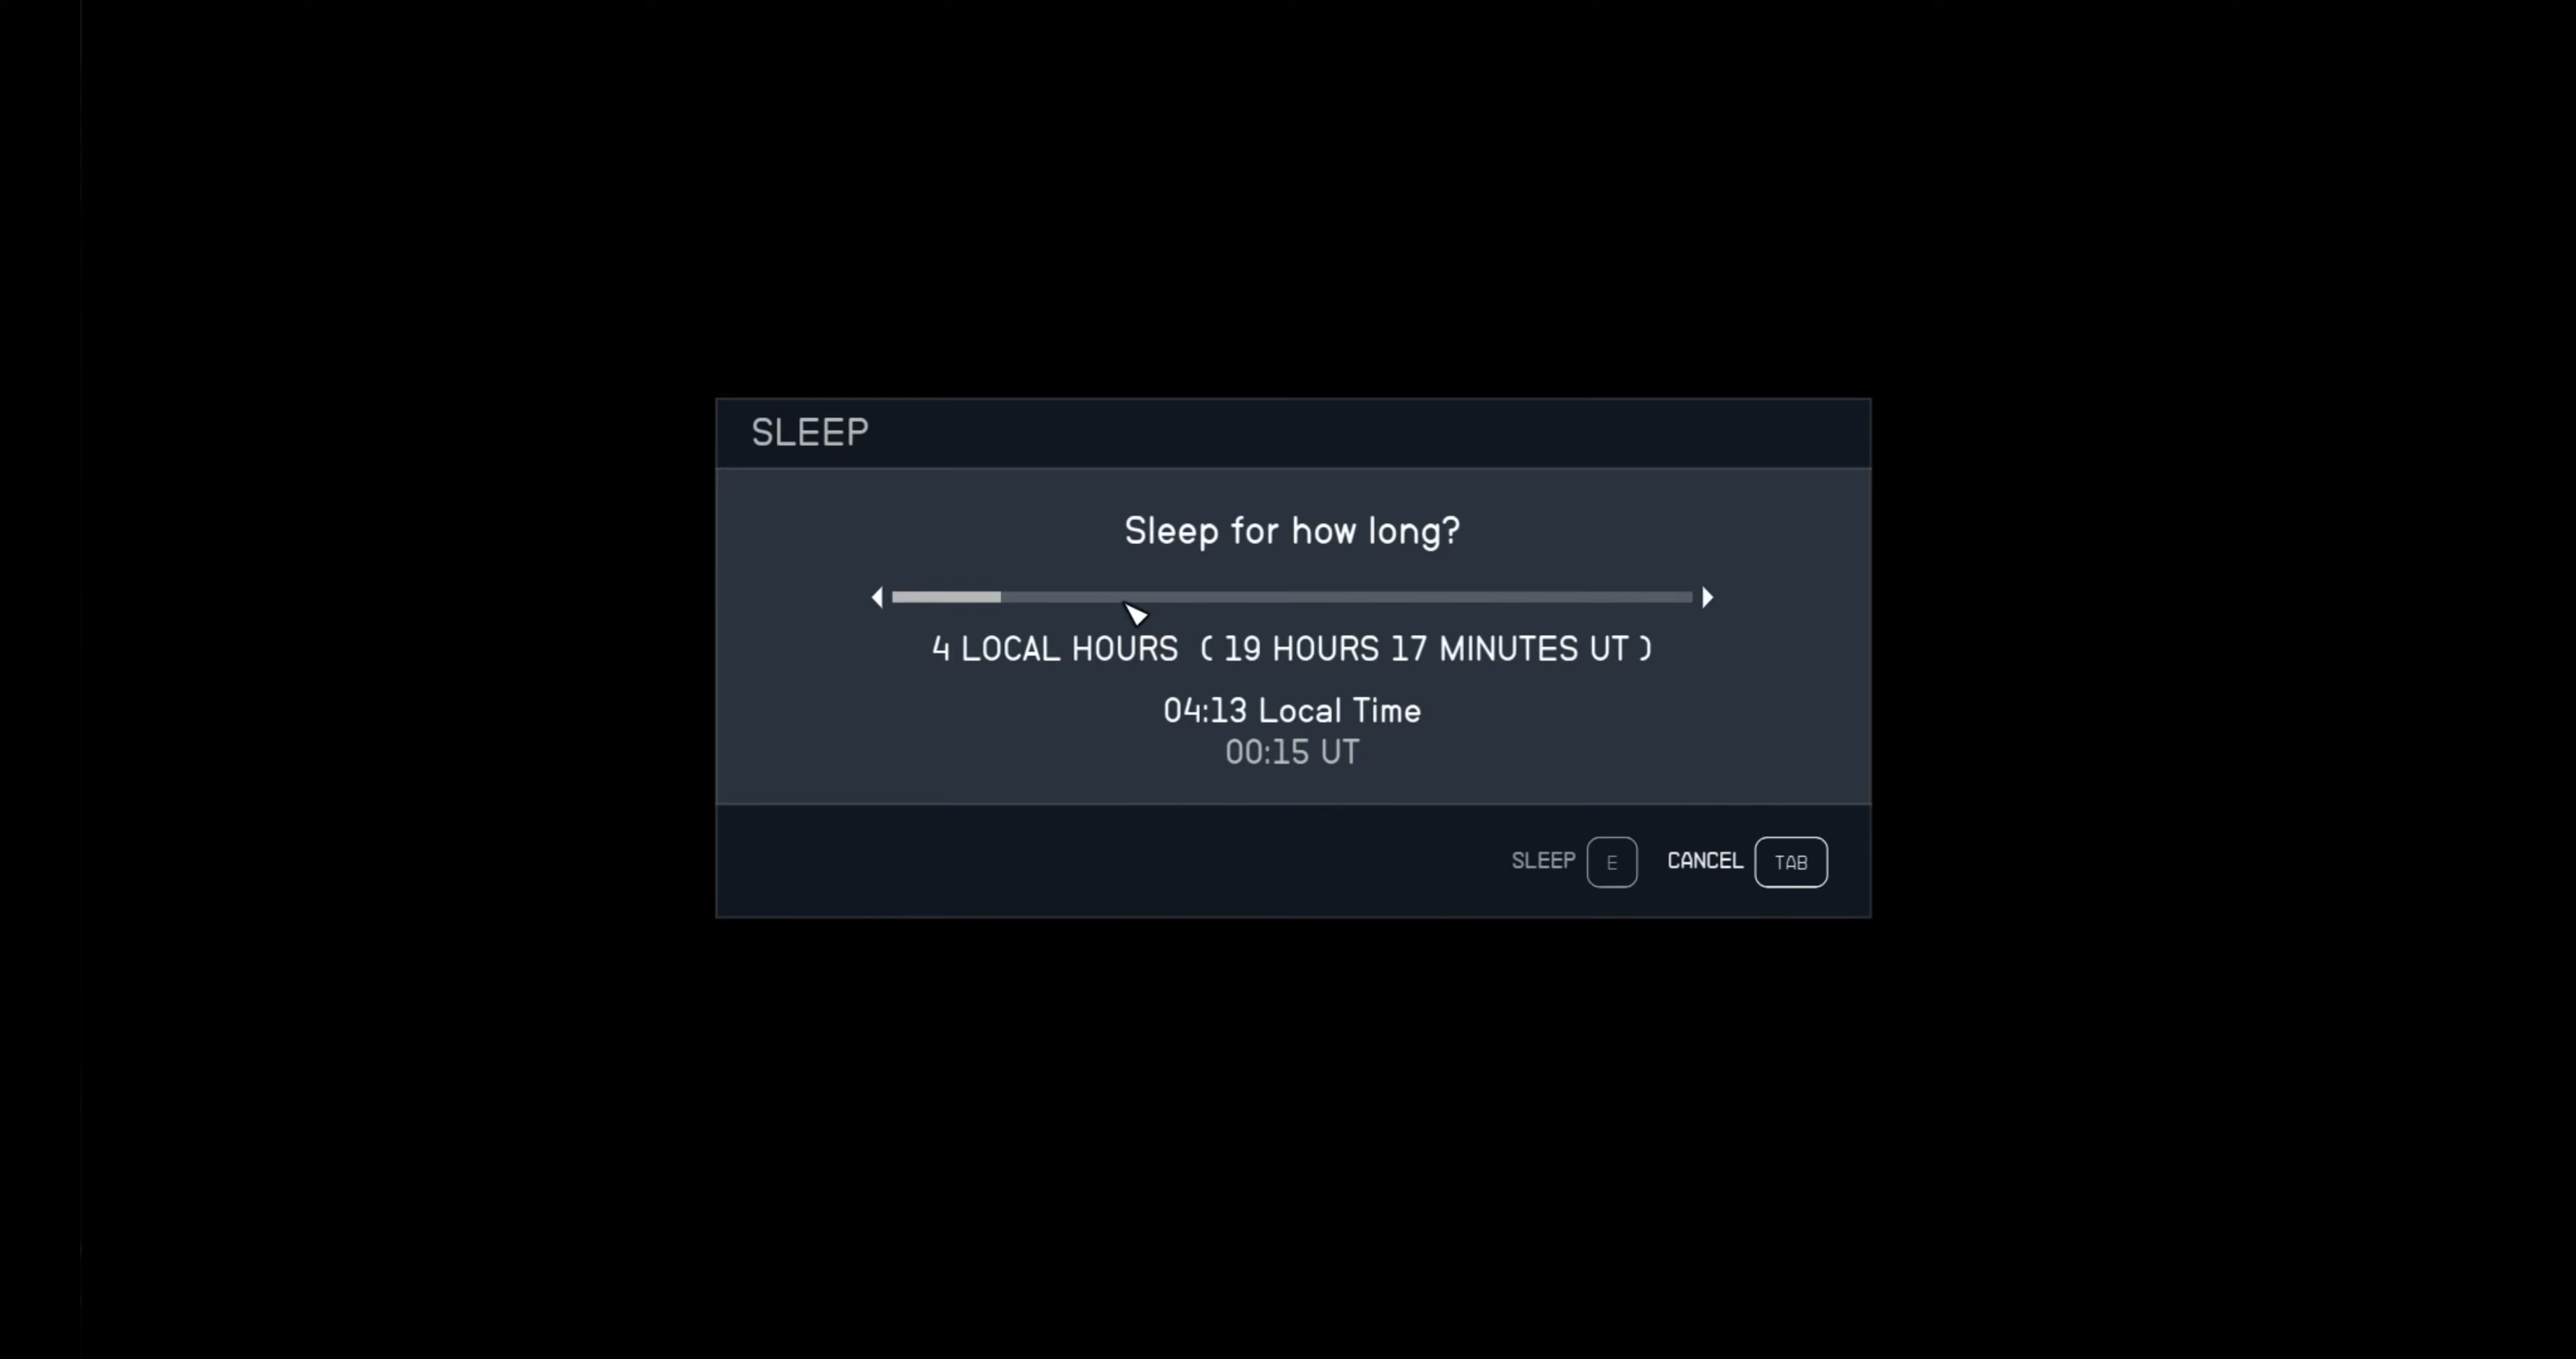 SLEEP
Sleep for how long?
4 LOCAL HOURS ( 19 HOURS 17 MINUTES UT )
04:13 Local Time
00:15 UT
SLEEP E CANCEL TAB